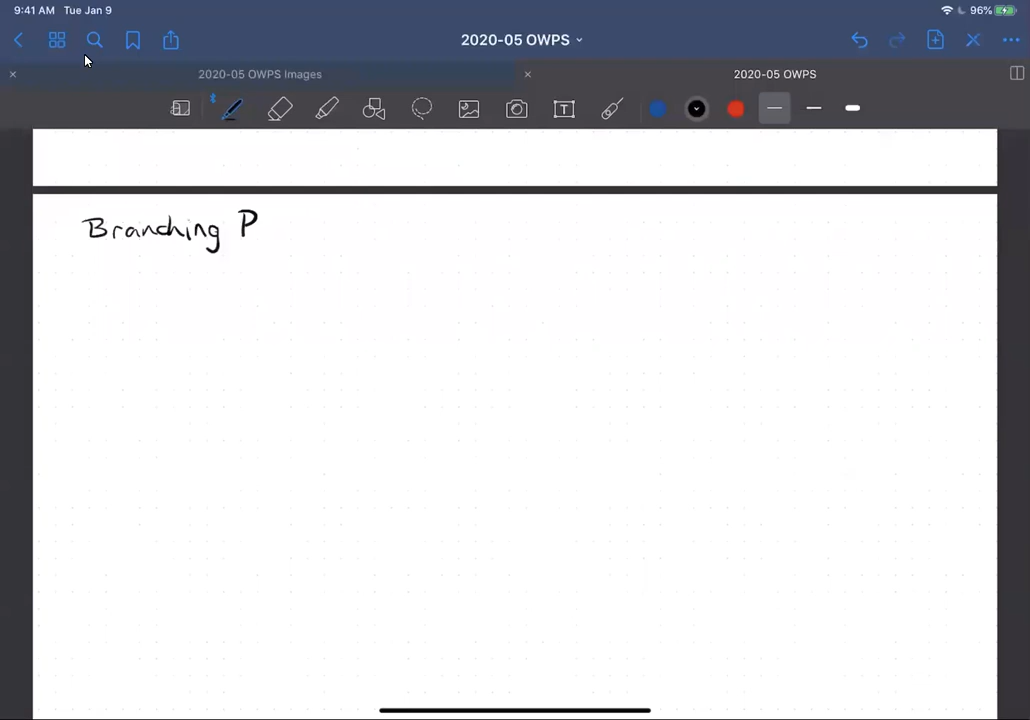 9:41 AM Tue Jan 9
96%
2020-05 OWPS
2020-05 OWPS Images
2020-05 OWPS
T
Branching P